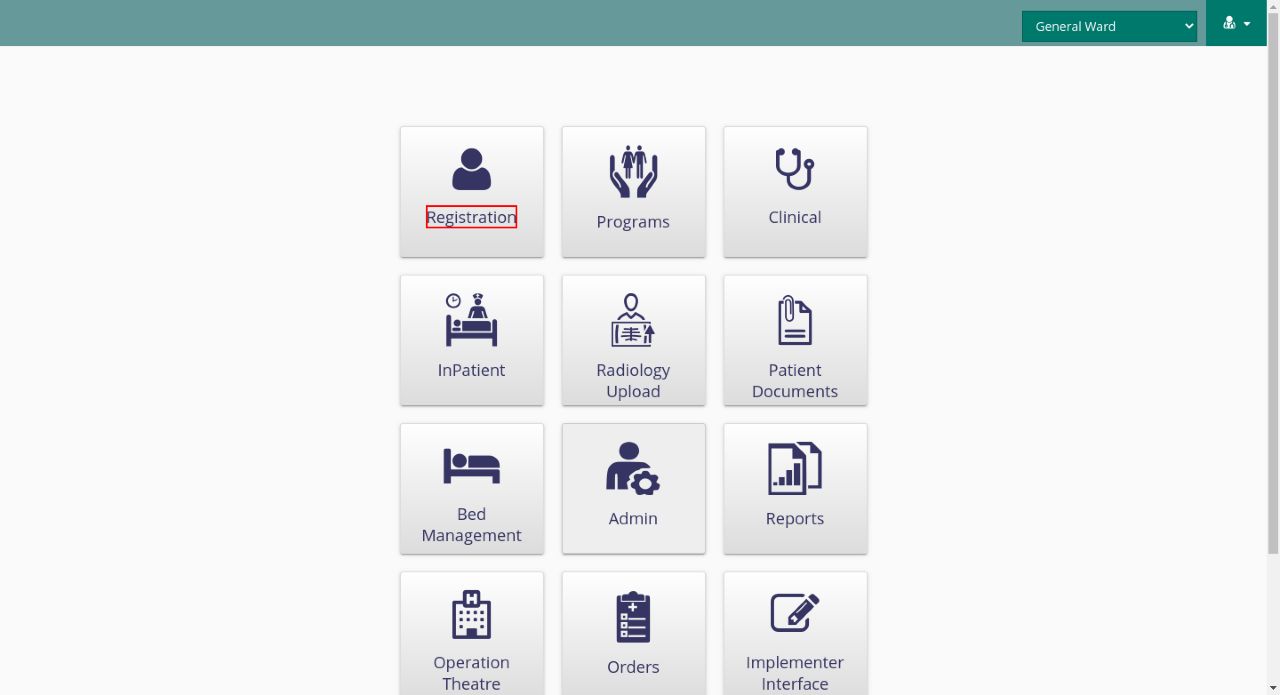 General Ward
Registration
Programs
Clinical
InPatient
Radiology
Upload
Patient
Documents
Bed
Management
Admin
Reports
Operation
Theatre
Orders
Implementer
Interface